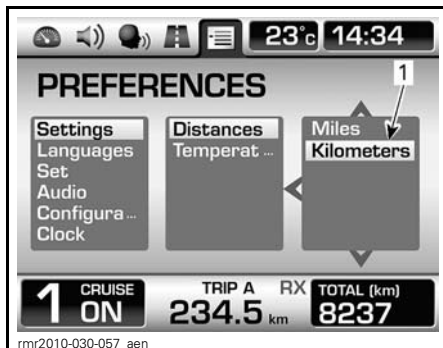 23°c 14:34
PREFERENCES
1
Settings
Languages
Set
Audio
Configura...
Clock
Distances
Temperat ...
Miles
Kilometers
1 CRUISE ON
TRIP A
234.5 km
RX
TOTAL (km)
8237
rmr2010-030-057_aen